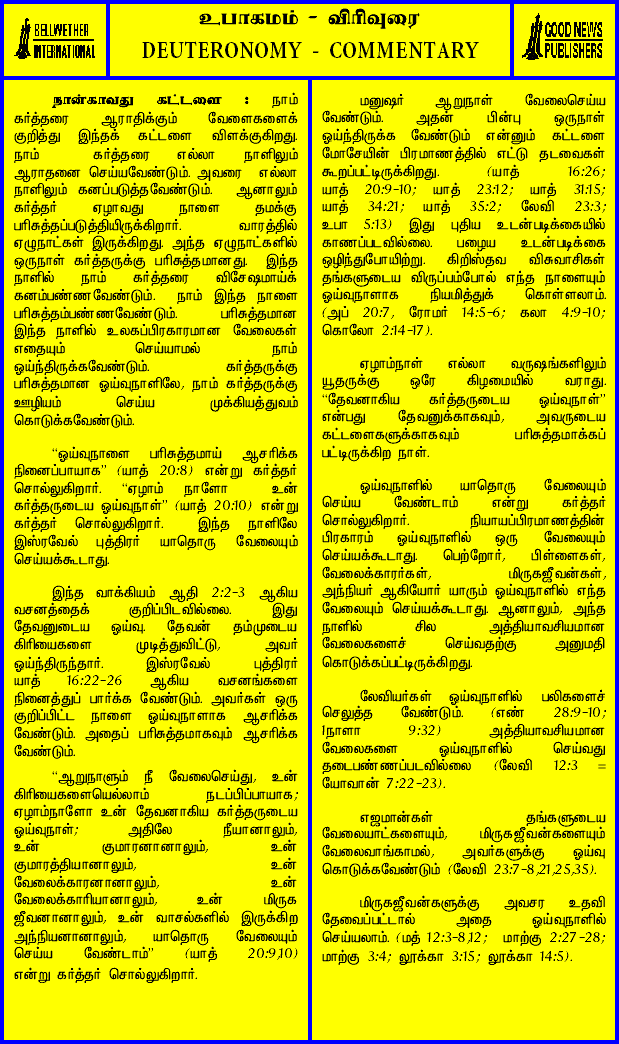 BELLWETHER
INTERNATIONAL
உபாகமம் - விரிவுரை
DEUTERONOMY - COMMENTARY
GOOD NEWS
PUBLISHERS
நான்காவது கட்டளை : நாம்
கர்த்தரை ஆராதிக்கும் வேளைகளைக்
குறித்து இந்தக் கட்டளை விளக்குகிறது.
நாம் கர்த்தரை எல்லா நாளிலும்
ஆராதனை செய்யவேண்டும். அவரை எல்லா
நாளிலும் கனப்படுத்தவேண்டும். ஆனாலும்
கர்த்தர் ஏழாவது நாளை தமக்கு
பரிசுத்தப்படுத்தியிருக்கிறார். வாரத்தில்
ஏழுநாட்கள் இருக்கிறது. அந்த ஏழுநாட்களில்
ஒருநாள் கர்த்தருக்கு பரிசுத்தமானது. இந்த
நாளில் நாம் கர்த்தரை விசேஷமாய்க்
கனம்பண்ணவேண்டும். நாம் இந்த நாளை
பரிசுத்தம்பண்ணவேண்டும். பரிசுத்தமான
இந்த நாளில் உலகப்பிரகாரமான வேலைகள்
எதையும் செய்யாமல் நாம்
ஓய்ந்திருக்கவேண்டும். கர்த்தருக்கு
பரிசுத்தமான ஓய்வுநாளிலே, நாம் கர்த்தருக்கு
ஊழியம் செய்ய முக்கியத்துவம்
கொடுக்கவேண்டும்.
"ஓய்வுநாளை பரிசுத்தமாய் ஆசரிக்க
நினைப்பாயாக" (யாத் 20:8) என்று கர்த்தர்
சொல்லுகிறார். "ஏழாம் நாளோ உன்
கர்த்தருடைய ஓய்வுநாள்" (யாத் 20:10) என்று
கர்த்தர் சொல்லுகிறார். இந்த நாளிலே
இஸ்ரவேல் புத்திரர் யாதொரு வேலையும்
செய்யக்கூடாது.
இந்த வாக்கியம் ஆதி 2:2-3 ஆகிய
வசனத்தைக் குறிப்பிடவில்லை. இது
தேவனுடைய ஓய்வு. தேவன் தம்முடைய
கிரியைகளை முடித்துவிட்டு, அவர்
ஓய்ந்திருந்தார். இஸ்ரவேல் புத்திரர்
யாத் 16:22-26 ஆகிய வசனங்களை
நினைத்துப் பார்க்க வேண்டும். அவர்கள் ஒரு
குறிப்பிட்ட நாளை ஓய்வுநாளாக ஆசரிக்க
வேண்டும். அதைப் பரிசுத்தமாகவும் ஆசரிக்க
வேண்டும்.
"ஆறுநாளும் நீ வேலைசெய்து, உன்
கிரியைகளையெல்லாம் நடப்பிப்பாயாக;
ஏழாம்நாளோ உன் தேவனாகிய கர்த்தருடைய
ஓய்வுநாள்; அதிலே நீயானாலும்,
உன் குமாரனானாலும், உன்
குமாரத்தியானாலும், உன்
வேலைக்காரனானாலும், உன்
வேலைக்காரியானாலும், உன் மிருக
ஜீவனானாலும், உன் வாசல்களில் இருக்கிற
அந்நியனானாலும், யாதொரு வேலையும்
செய்ய வேண்டாம்" (யாத் 20:9,10)
என்று கர்த்தர் சொல்லுகிறார்.
மனுஷர் ஆறுநாள் வேலைசெய்ய
வேண்டும். அதன் பின்பு ஒருநாள்
ஓய்ந்திருக்க வேண்டும் என்னும் கட்டளை
மோசேயின் பிரமாணத்தில் எட்டு தடவைகள்
கூறப்பட்டிருக்கிறது. (யாத் 16:26;
யாத் 20:9-10; யாத் 23:12; யாத் 31:15;
யாத் 34:21; யாத் 35:2; லேவி 23:3;
உபா 5:13) இது புதிய உடன்படிக்கையில்
காணப்படவில்லை. பழைய உடன்படிக்கை
ஒழிந்துபோயிற்று. கிறிஸ்தவ விசுவாசிகள்
தங்களுடைய விருப்பம்போல் எந்த நாளையும்
ஓய்வுநாளாக நியமித்துக் கொள்ளலாம்.
(அப் 20:7, ரோமர் 14:5-6; கலா 4:9-10;
கொலோ 2:14-17).
ஏழாம்நாள் எல்லா வருஷங்களிலும்
யூதருக்கு ஒரே கிழமையில் வராது.
"தேவனாகிய கர்த்தருடைய ஓய்வுநாள்"
என்பது தேவனுக்காகவும், அவருடைய
கட்டளைகளுக்காகவும் பரிசுத்தமாக்கப்
பட்டிருக்கிற நாள்.
ஓய்வுநாளில் யாதொரு வேலையும்
செய்ய வேண்டாம் என்று கர்த்தர்
சொல்லுகிறார். நியாயப்பிரமாணத்தின்
பிரகாரம் ஓய்வுநாளில் ஒரு வேலையும்
செய்யக்கூடாது. பெற்றோர், பிள்ளைகள்,
வேலைக்காரர்கள், மிருகஜீவன்கள்,
அந்நியர் ஆகியோர் யாரும் ஓய்வுநாளில் எந்த
வேலையும் செய்யக்கூடாது. ஆனாலும், அந்த
நாளில் சில அத்தியாவசியமான
வேலைகளைச் செய்வதற்கு அனுமதி
கொடுக்கப்பட்டிருக்கிறது.
லேவியர்கள் ஓய்வுநாளில் பலிகளைச்
செலுத்த வேண்டும். (எண் 28:9-10;
1நாளா 9:32) அத்தியாவசியமான
வேலைகளை ஓய்வுநாளில் செய்வது
தடைபண்ணப்படவில்லை (லேவி 12:3 =
யோவான் 7:22-23).
எஜமான்கள் தங்களுடைய
வேலையாட்களையும், மிருகஜீவன்களையும்
வேலைவாங்காமல், அவர்களுக்கு ஓய்வு
கொடுக்கவேண்டும் (லேவி 23:7-8,21,25,35).
மிருகஜீவன்களுக்கு அவசர உதவி
தேவைப்பட்டால் அதை ஓய்வுநாளில்
செய்யலாம். (மத் 12:3-8,12; மாற்கு 2:27-28;
மாற்கு 3:4; லூக்கா 3:15; லூக்கா 14:5).